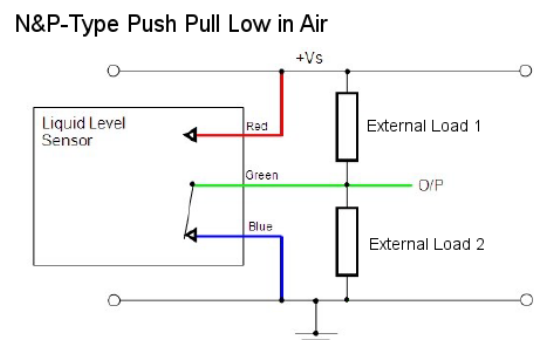 N&P-Type Push Pull Low in Air
+Vs
Liquid Level
Sensor
Red
External Load 1
Green
O/P
Blue
External Load 2